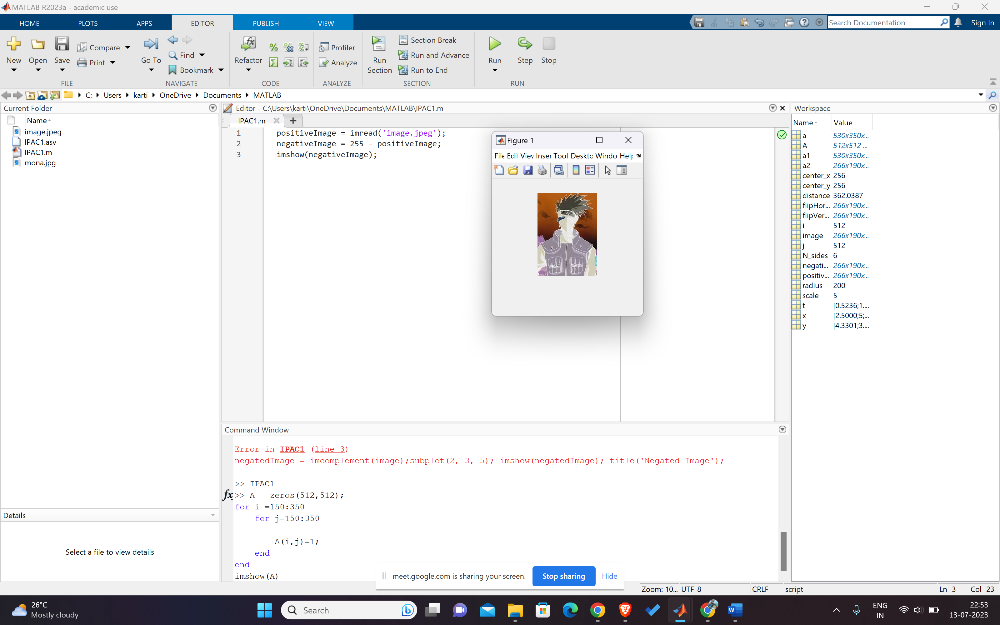 MATLAB R2023a - academic use
HOME PLOTS APPS EDITOR PUBLISH VIEW Search Documentation Sign In
New Open Save Compare Print
Go To Find Bookmark
Refactor
Profiler Analyze
Run Section Section Break Run and Advance Run to End
Run Step Stop
FILE NAVIGATE CODE ANALYZE SECTION RUN
C: Users karti OneDrive Documents MATLAB
Current Folder
Name
image.jpeg
IPAC1.asv
IPAC1.m
mona.jpg
Details
Select a file to view details
Editor - C:\Users\karti\OneDrive\Documents\MATLAB\IPAC1.m
IPAC1.m
1 positiveImage = imread('image.jpeg');
2 negativeImage = 255 - positiveImage;
3 imshow(negativeImage);
Figure 1
File Edit View Inser Tool Deskto Windo Help
Command Window
Error in IPAC1 (line 3)
negatedImage = imcomplement(image);subplot(2, 3, 5); imshow(negatedImage); title('Negated Image');
>> IPAC1
fx >> A = zeros(512,512);
for i =150:350
for j=150:350
A(i,j)=1;
end
end
imshow(A)
Workspace
Name Value
a 530x350x...
A 512x512 ...
a1 530x350x...
a2 266x190x...
center_x 256
center_y 256
distance 362.0387
flipHor... 266x190x...
flipVer... 266x190x...
i 512
image 266x190x...
j 512
N_sides 6
negati... 266x190x...
positiv... 266x190x...
radius 200
scale 5
t [0.5236;1....
x [2.5000;5;...
y [4.3301;3....
meet.google.com is sharing your screen. Stop sharing Hide
Zoom: 10... UTF-8 CRLF script Ln 3 Col 23
26°C
Mostly cloudy
Search
ENG
IN
22:53
13-07-2023